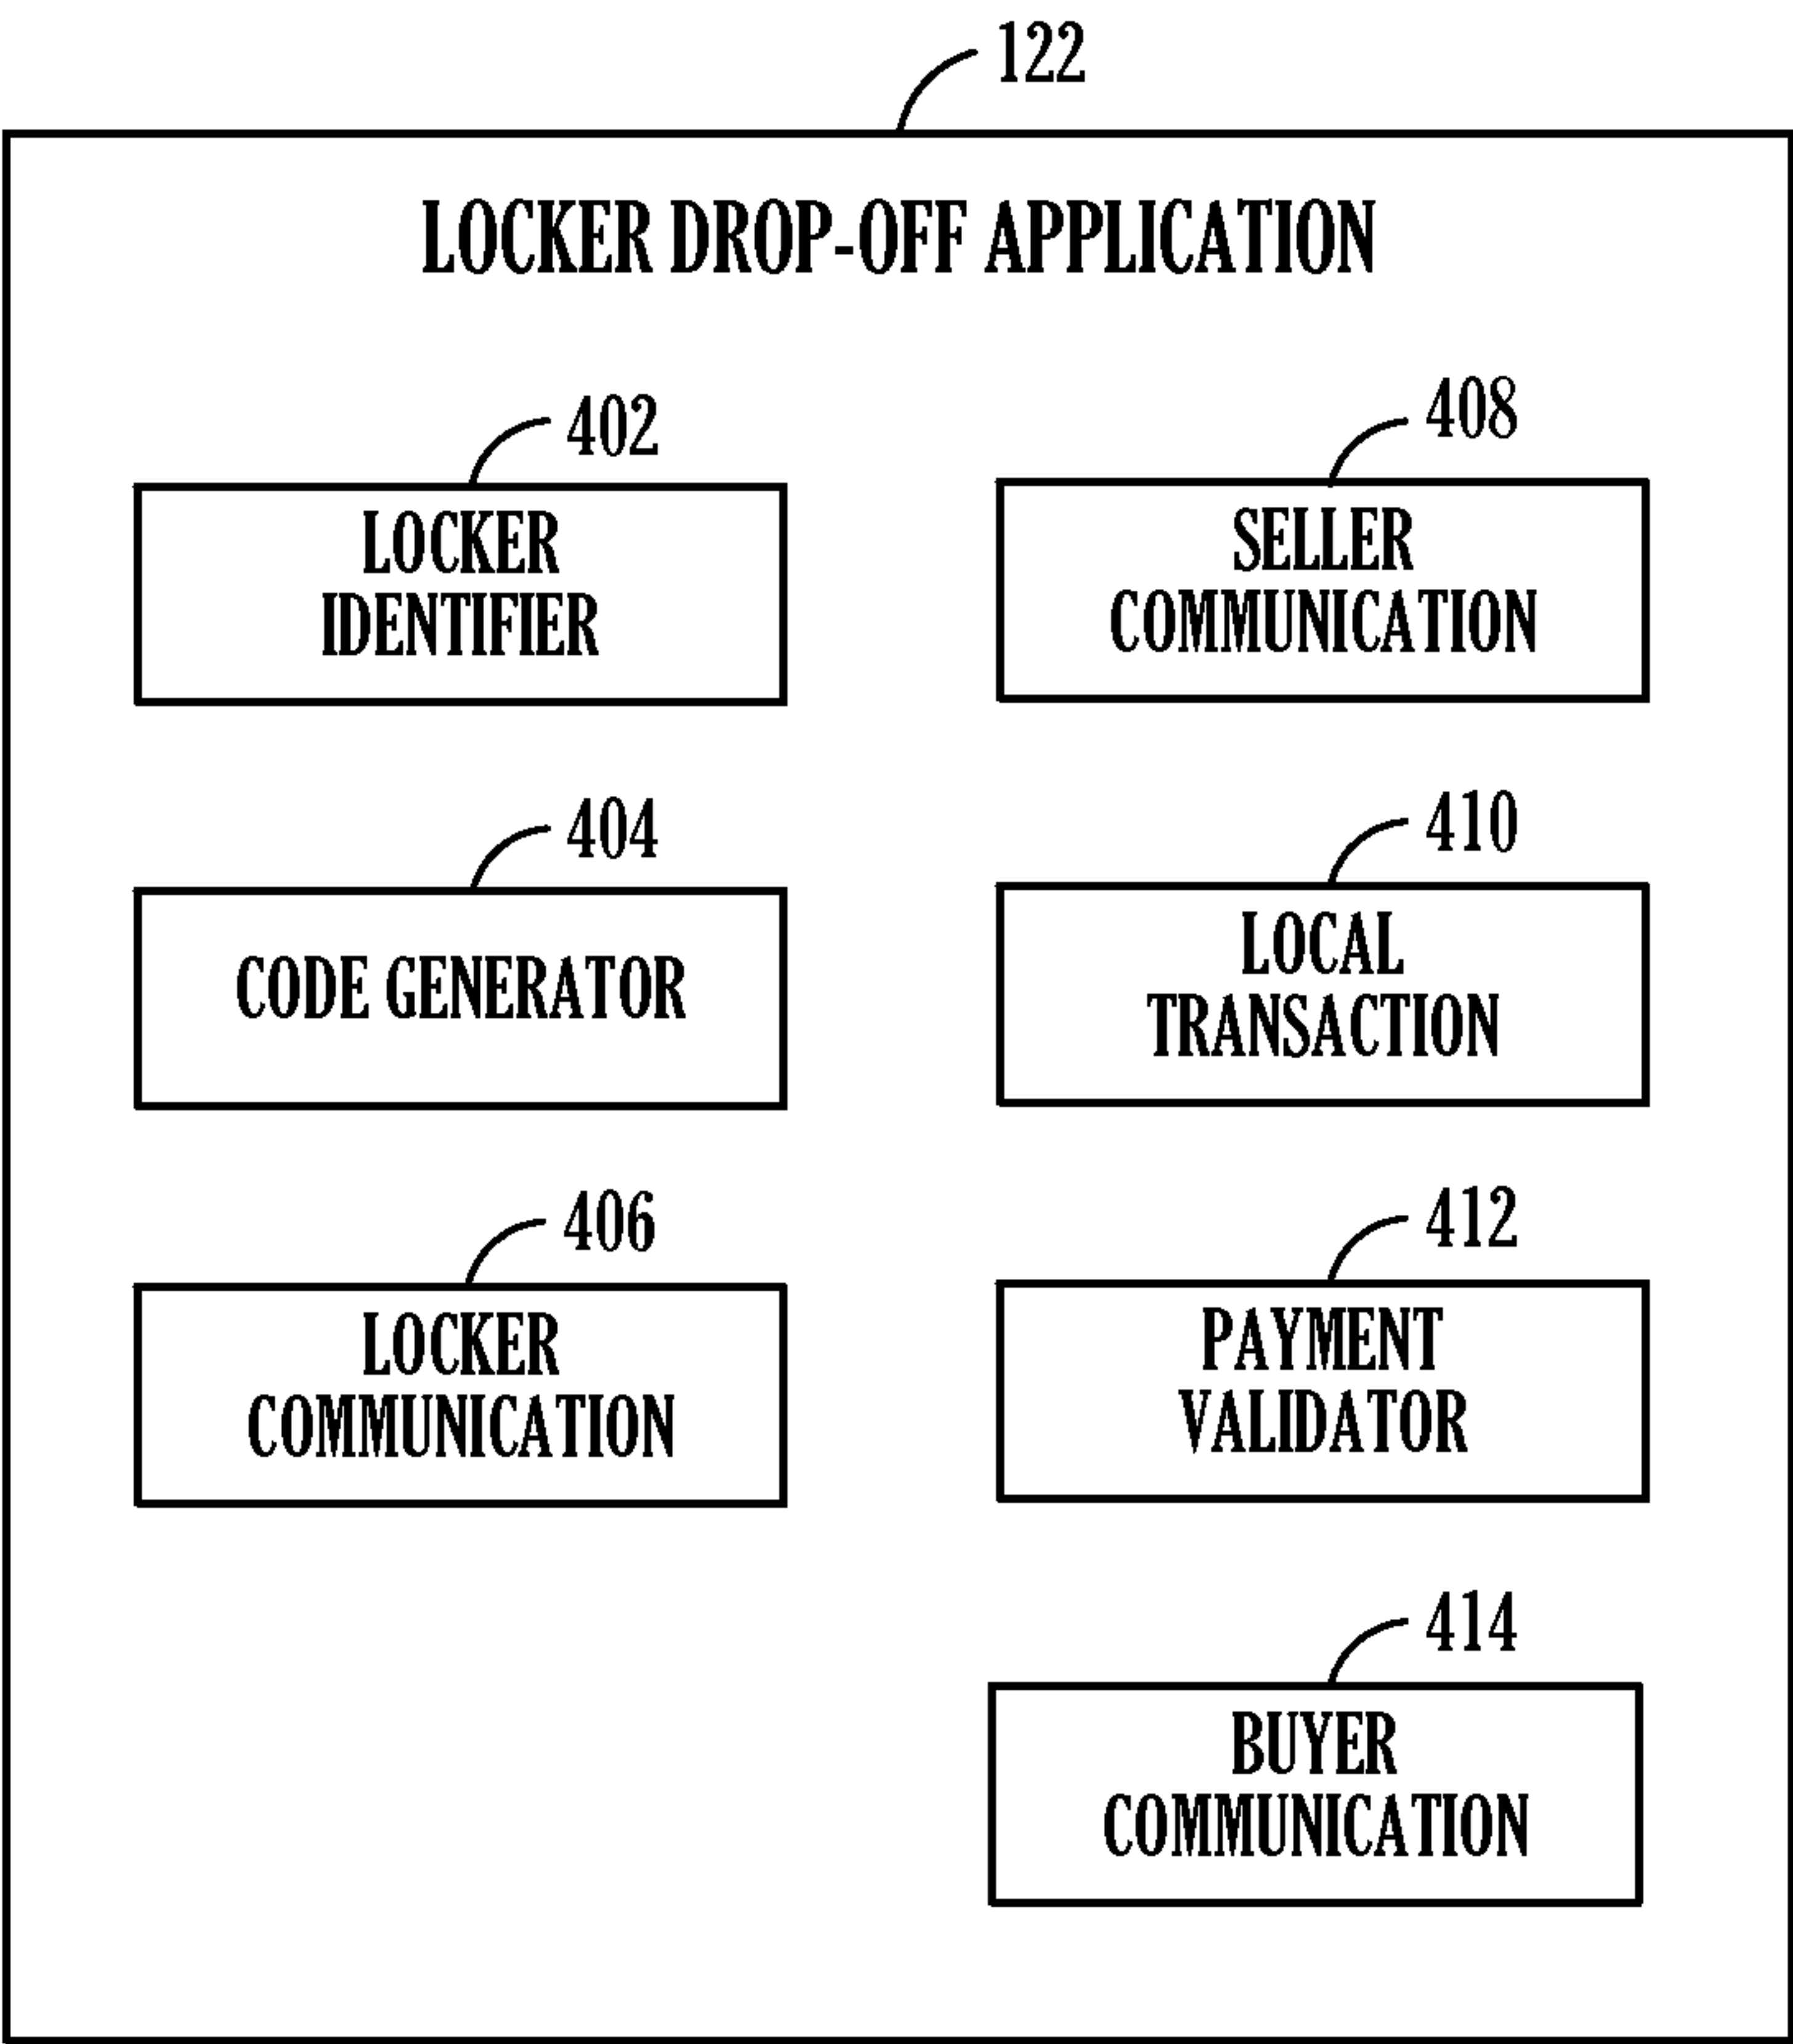 122
LOCKER DROP-OFF APPLICATION
402
LOCKER
IDENTIFIER
404
CODE GENERATOR
406
LOCKER
COMMUNICATION
408
SELLER
COMMUNICATION
410
LOCAL
TRANSACTION
412
PAYMENT
VALIDATOR
414
BUYER
COMMUNICATION